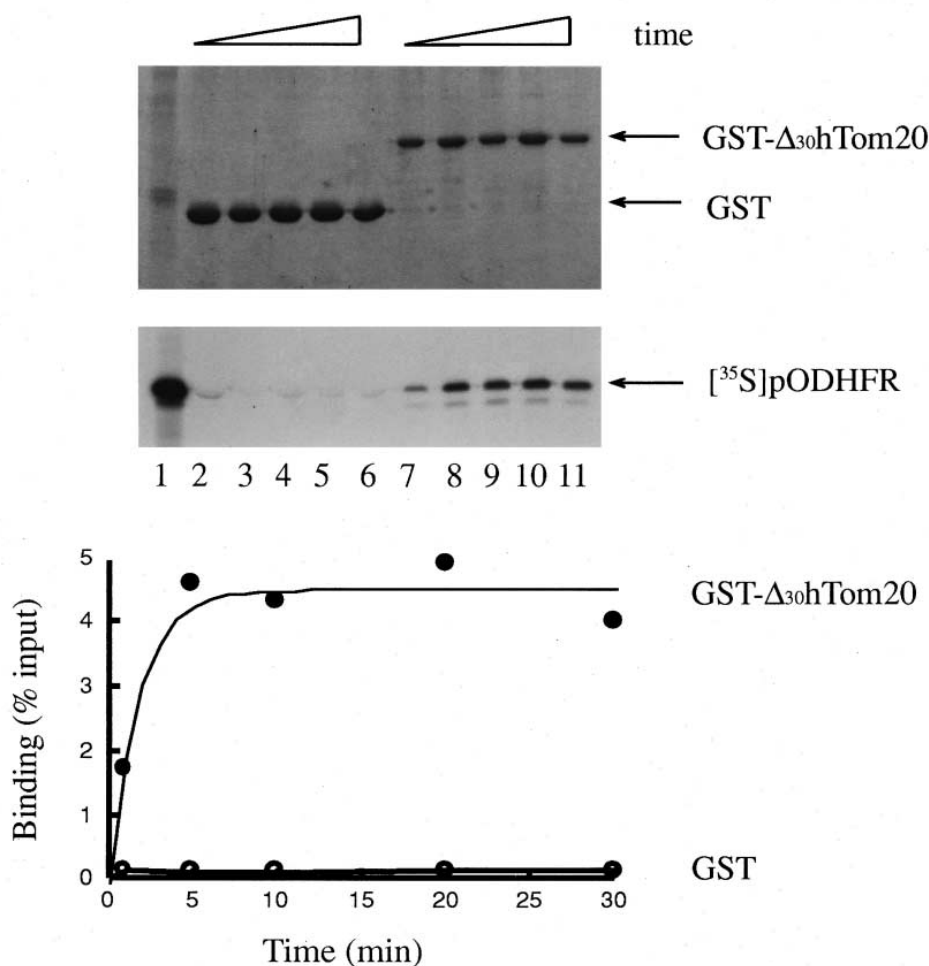 time
GST-Δ30hTom20
GST
[35S]pODHFR
1 2 3 4 5 6 7 8 9 10 11
5
4
3
2
1
0
Binding (% input)
GST-Δ30hTom20
GST
0 5 10 15 20 25 30
Time (min)